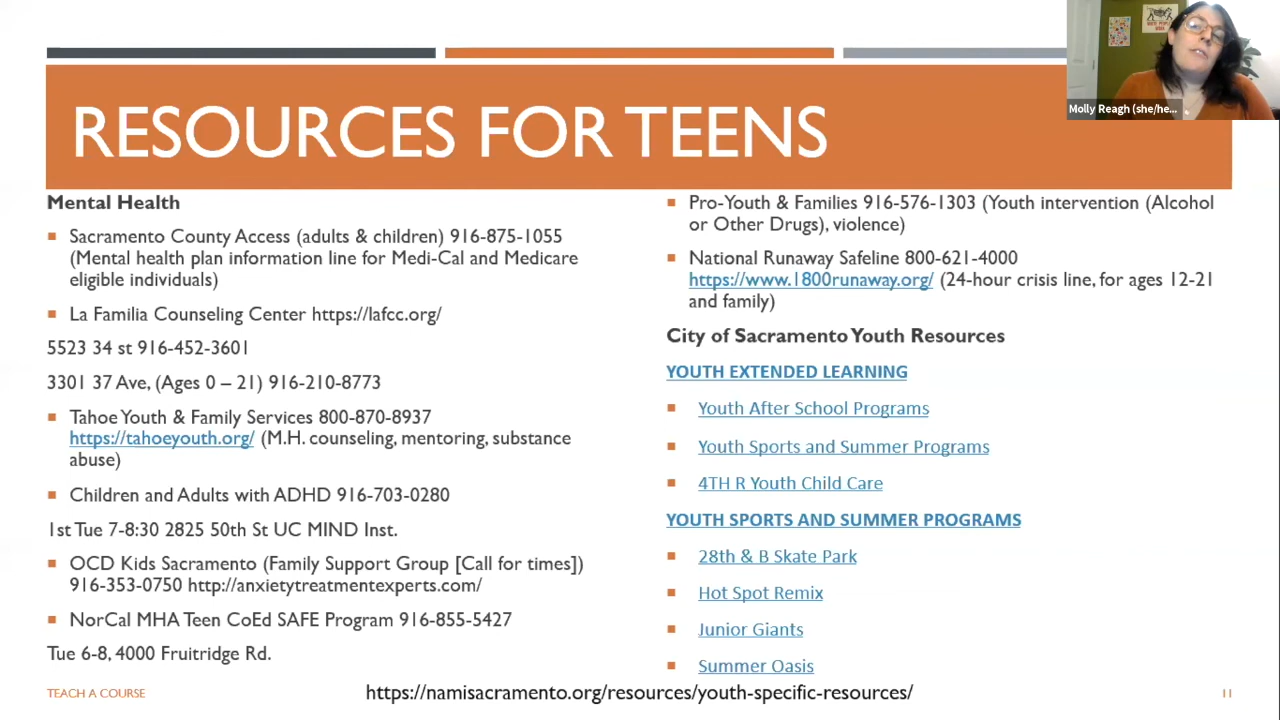 RESOURCES FOR TEENS
Molly Reagh (she/he...
Mental Health
Sacramento County Access (adults & children) 916-875-1055
(Mental health plan information line for Medi-Cal and Medicare
eligible individuals)
La Familia Counseling Center https://lafcc.org/
5523 34 st 916-452-3601
3301 37 Ave, (Ages 0 – 21) 916-210-8773
Tahoe Youth & Family Services 800-870-8937
https://tahoeyouth.org/ (M.H. counseling, mentoring, substance
abuse)
Children and Adults with ADHD 916-703-0280
1st Tue 7-8:30 2825 50th St UC MIND Inst.
OCD Kids Sacramento (Family Support Group [Call for times])
916-353-0750 http://anxietytreatmentexperts.com/
NorCal MHA Teen CoEd SAFE Program 916-855-5427
Tue 6-8, 4000 Fruitridge Rd.
Pro-Youth & Families 916-576-1303 (Youth intervention (Alcohol
or Other Drugs), violence)
National Runaway Safeline 800-621-4000
https://www.1800runaway.org/ (24-hour crisis line, for ages 12-21
and family)
City of Sacramento Youth Resources
YOUTH EXTENDED LEARNING
Youth After School Programs
Youth Sports and Summer Programs
4TH R Youth Child Care
YOUTH SPORTS AND SUMMER PROGRAMS
28th & B Skate Park
Hot Spot Remix
Junior Giants
Summer Oasis
TEACH A COURSE
https://namisacramento.org/resources/youth-specific-resources/
11